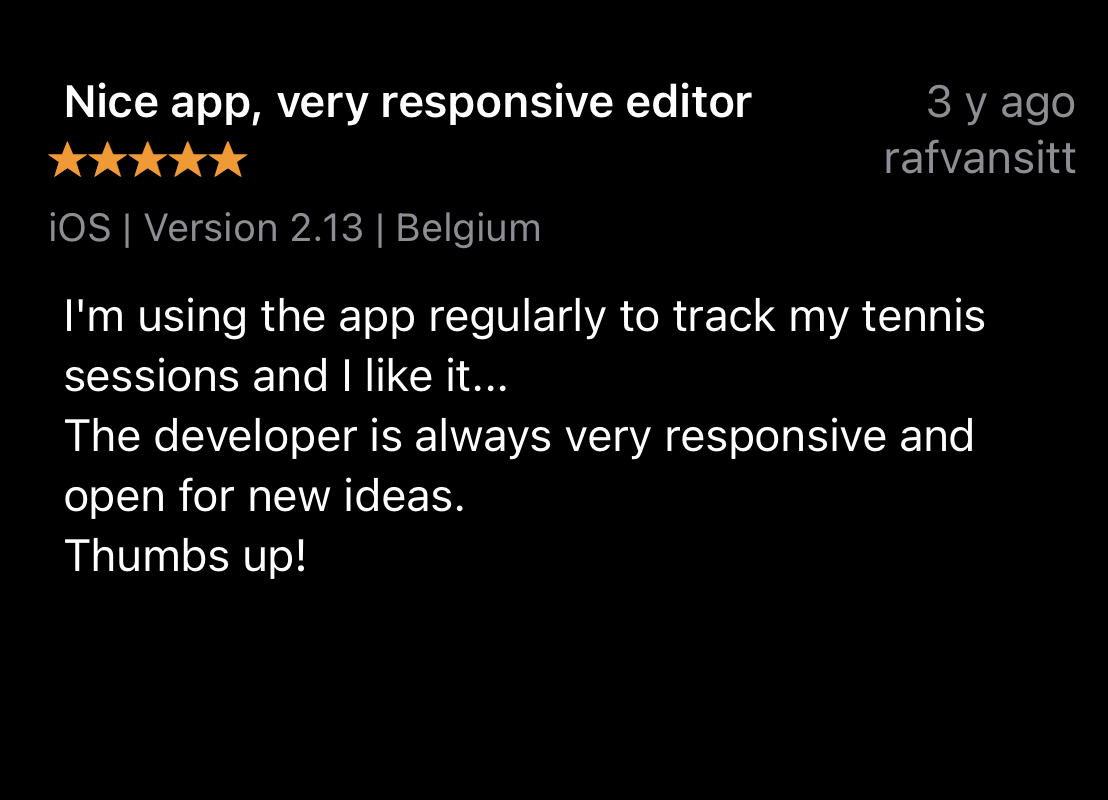 Nice app, very responsive editor
3 y ago
rafvansitt
iOS | Version 2.13 | Belgium
I'm using the app regularly to track my tennis
sessions and I like it...
The developer is always very responsive and
open for new ideas.
Thumbs up!